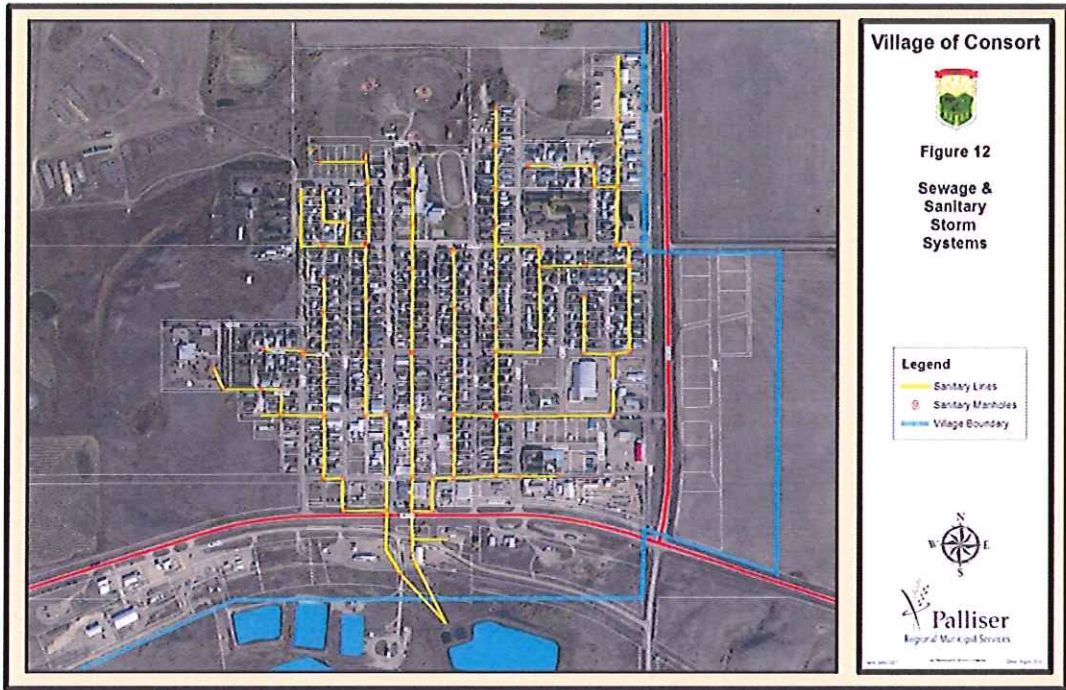 Village of Consort
Figure 12
Sewage &
Sanitary
Storm
Systems
Legend
Sanitary Lines
Sanitary Manholes
Village Boundary
N
W E
S
Palliser
Regional Municipal Services